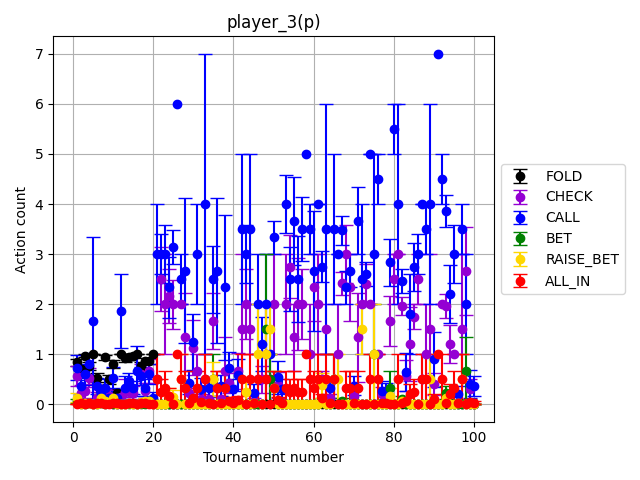 player_3(p)
Action count
7
6
5
4
3
2
1
0
0 20 40 60 80 100
Tournament number
FOLD
CHECK
CALL
BET
RAISE_BET
ALL_IN